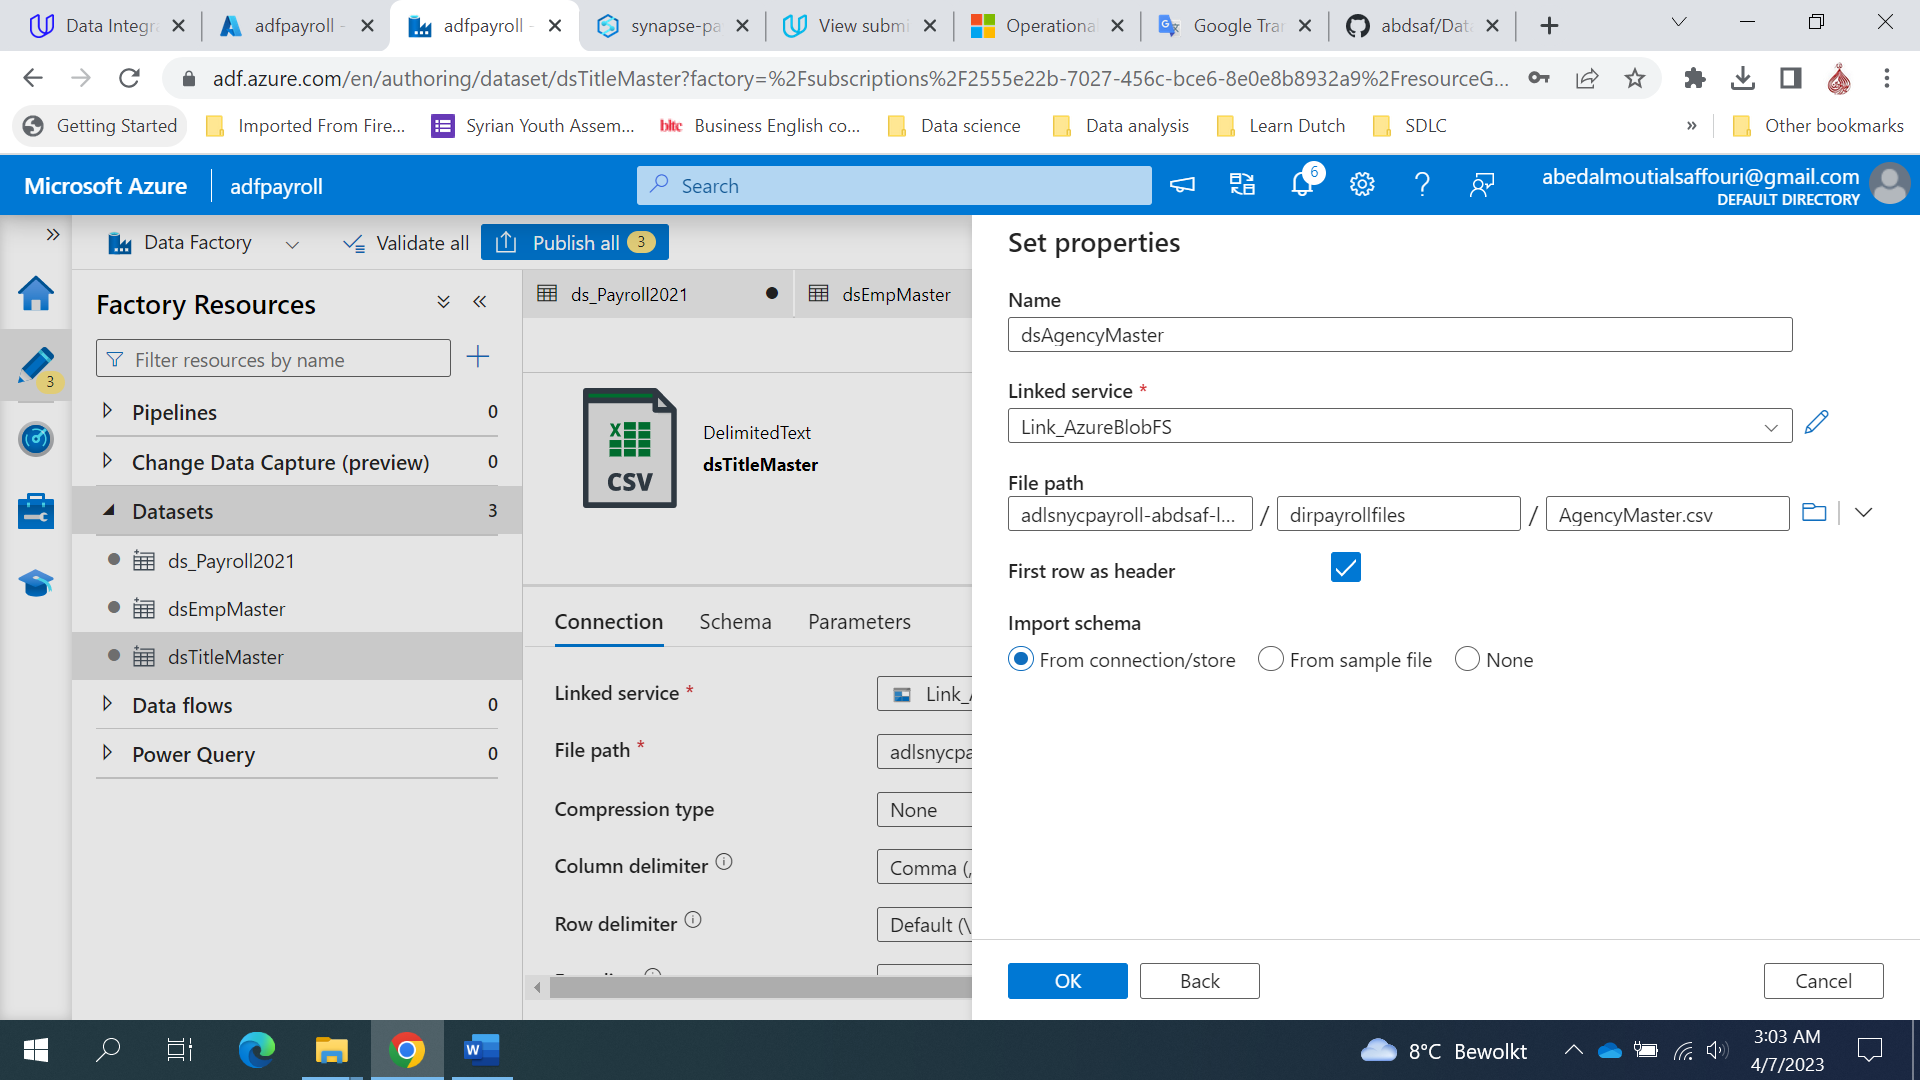 Data Integr
adfpayroll -
adfpayroll -
synapse-pa
View submi
Operational
Google Tran
abdsaf/Data
adf.azure.com/en/authoring/dataset/dsTitleMaster?factory=%2Fsubscriptions%2F2555e22b-7027-456c-bce6-8e0e8b8932a9%2FresourceG...
Getting Started
Imported From Fire...
Syrian Youth Assem...
bltc Business English co...
Data science
Data analysis
Learn Dutch
SDLC
»
Other bookmarks
Microsoft Azure
adfpayroll
Search
6
abedalmoutialsaffouri@gmail.com
DEFAULT DIRECTORY
Data Factory
Validate all
Publish all 3
Factory Resources
Filter resources by name
3
Pipelines 0
Change Data Capture (preview) 0
Datasets 3
ds_Payroll2021
dsEmpMaster
dsTitleMaster
Data flows 0
Power Query 0
ds_Payroll2021
dsEmpMaster
CSV
DelimitedText
dsTitleMaster
Connection
Schema
Parameters
Linked service * Link_
File path * adlsnycpa
Compression type None
Column delimiter Comma (,
Row delimiter Default (\
Set properties
Name
dsAgencyMaster
Linked service *
Link_AzureBlobFS
File path
adlsnycpayroll-abdsaf-l... / dirpayrollfiles / AgencyMaster.csv
First row as header
Import schema
From connection/store
From sample file
None
OK
Back
Cancel
8°C Bewolkt
3:03 AM
4/7/2023